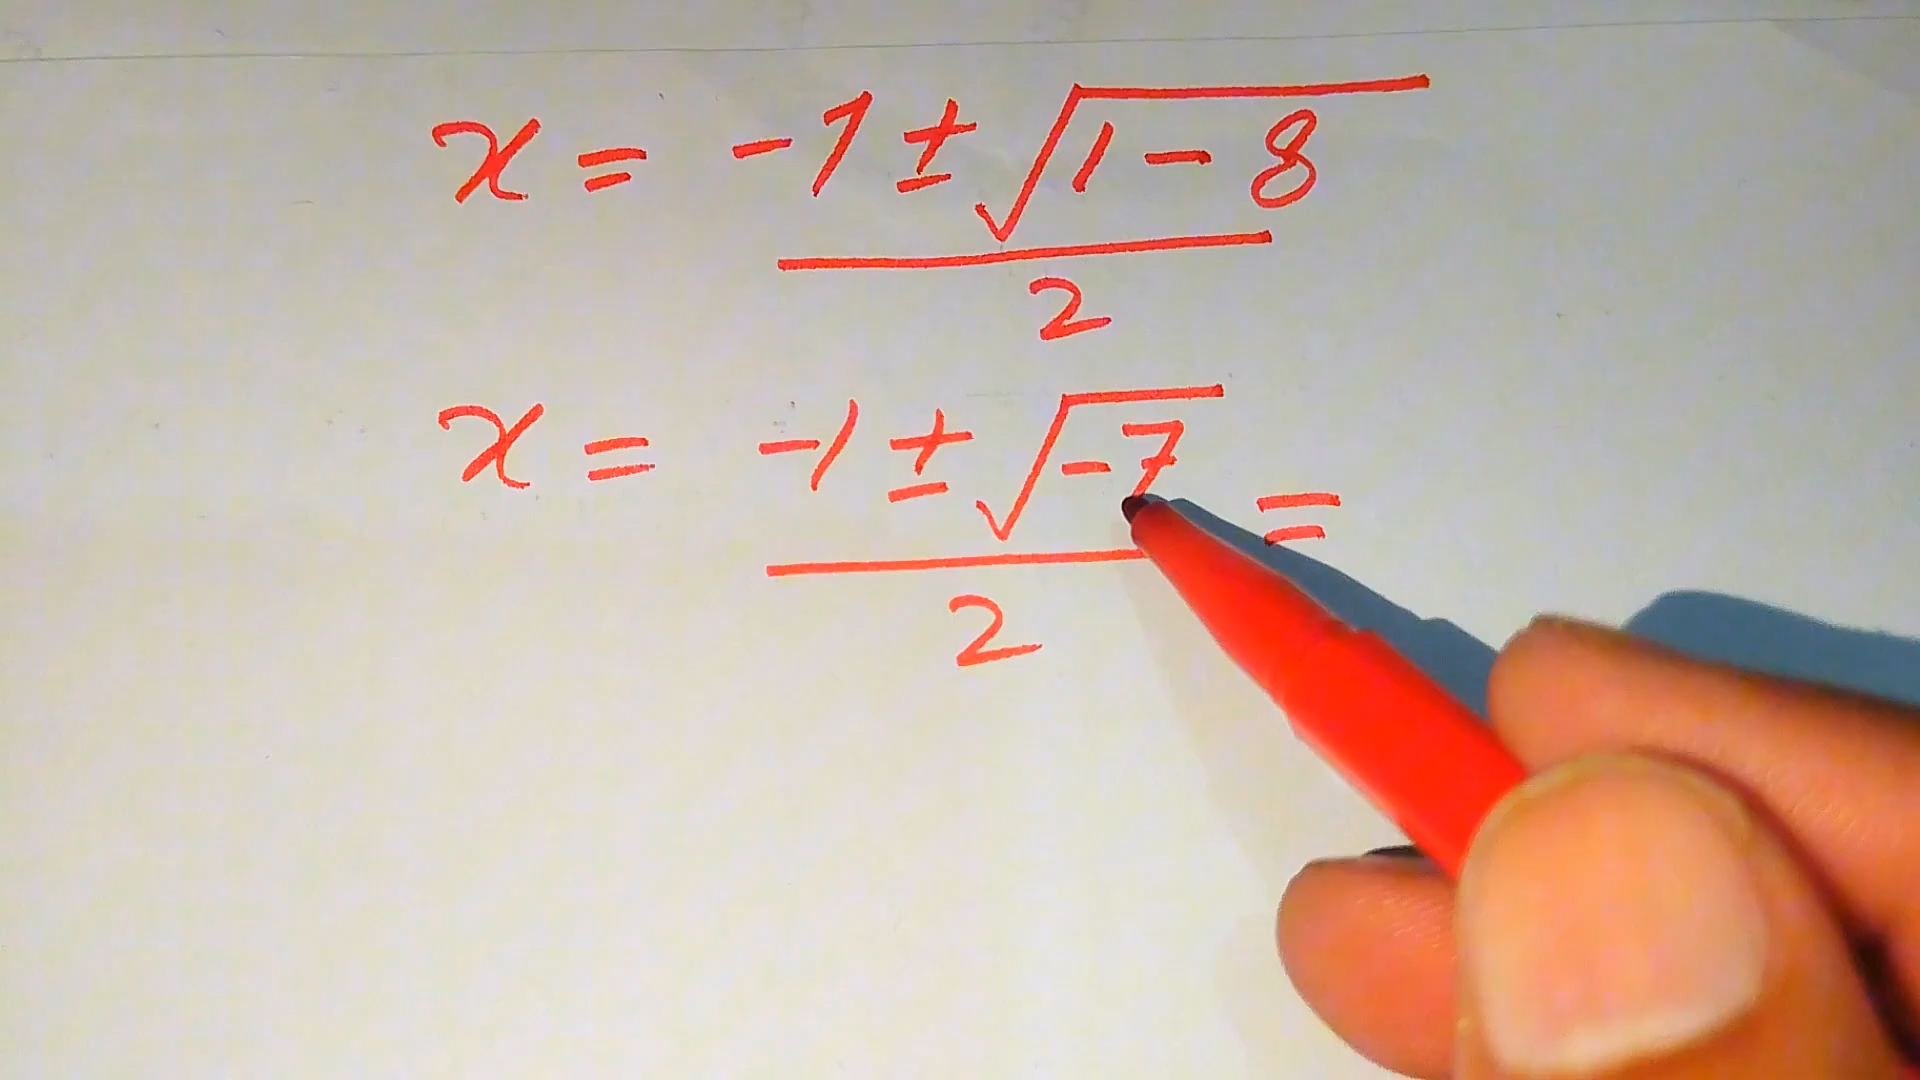 x = -1 ± √1 - 8
2
x = -1 ± √-7 =
2